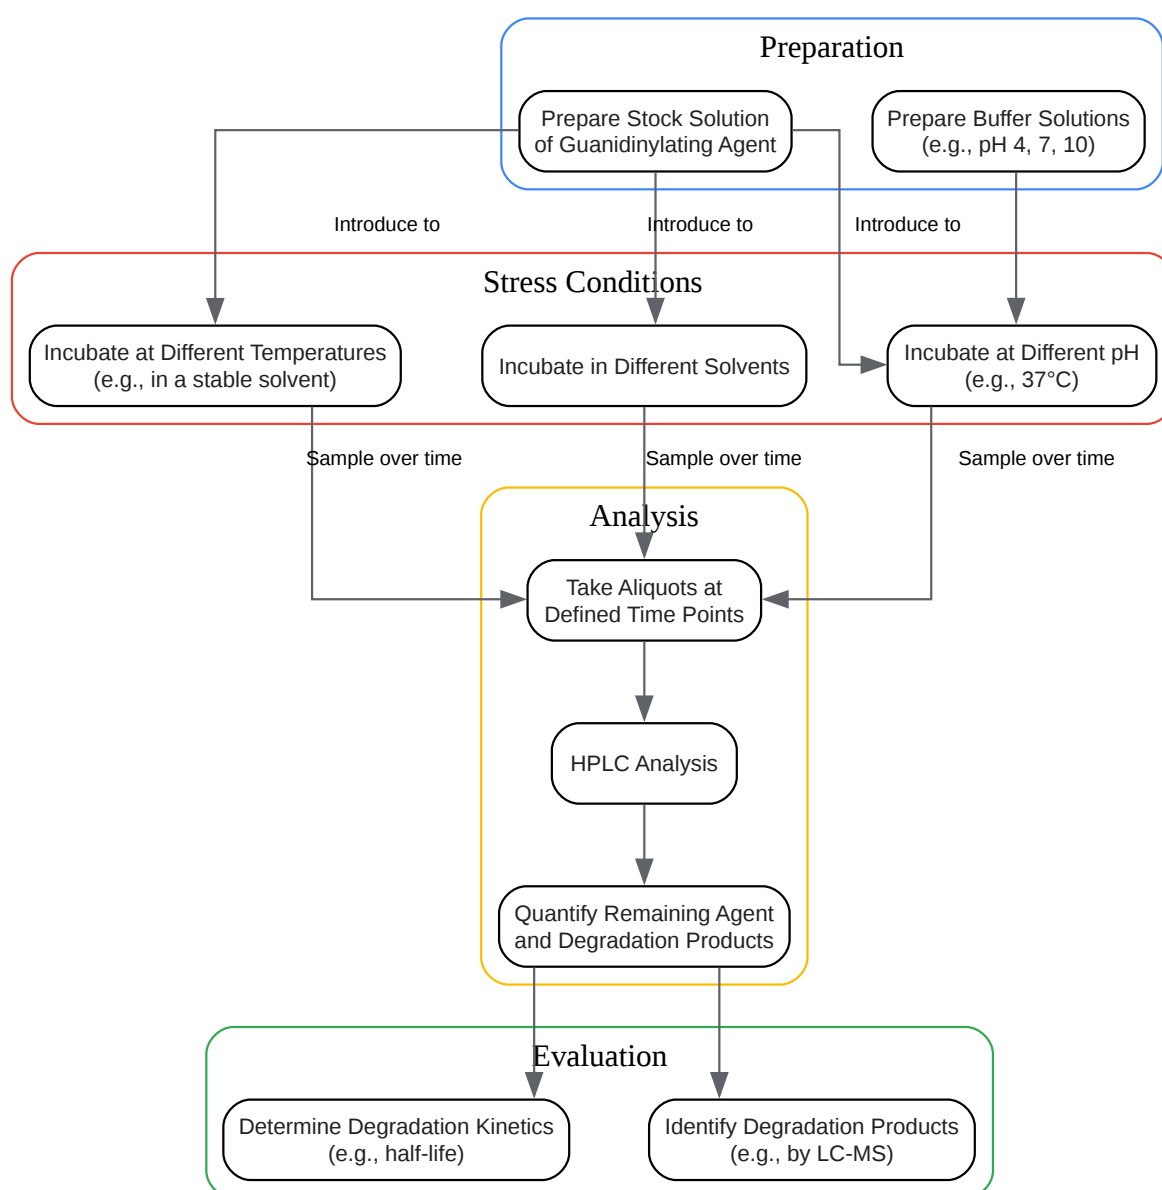 Preparation
Prepare Stock Solution
of Guanidinylating Agent
Prepare Buffer Solutions
(e.g., pH 4, 7, 10)
Introduce to
Introduce to
Introduce to
Stress Conditions
Incubate at Different Temperatures
(e.g., in a stable solvent)
Incubate in Different Solvents
Incubate at Different pH
(e.g., 37°C)
Sample over time
Sample over time
Sample over time
Analysis
Take Aliquots at
Defined Time Points
HPLC Analysis
Quantify Remaining Agent
and Degradation Products
Evaluation
Determine Degradation Kinetics
(e.g., half-life)
Identify Degradation Products
(e.g., by LC-MS)